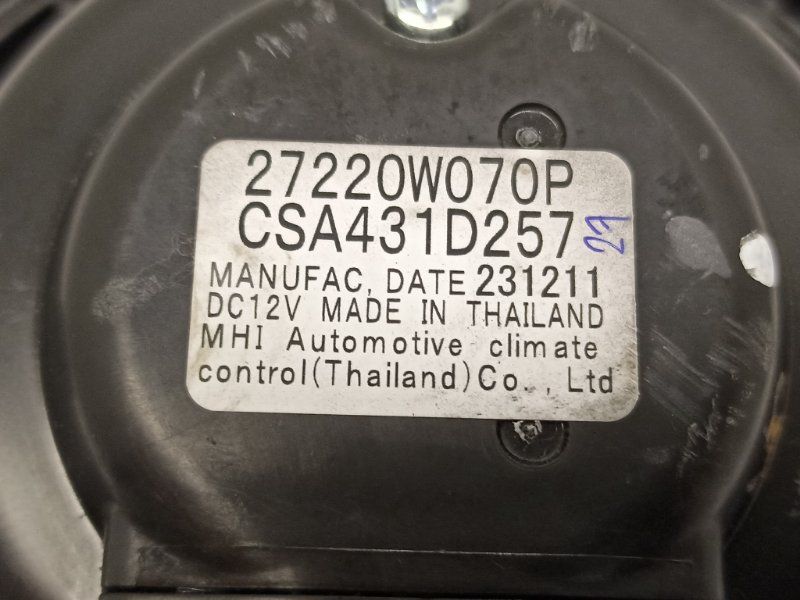 27220W070P
CSA431D257
MANUFAC, DATE 231211
DC12V MADE IN THAILAND
MHI Automotive climate
control(Thailand)Co., Ltd